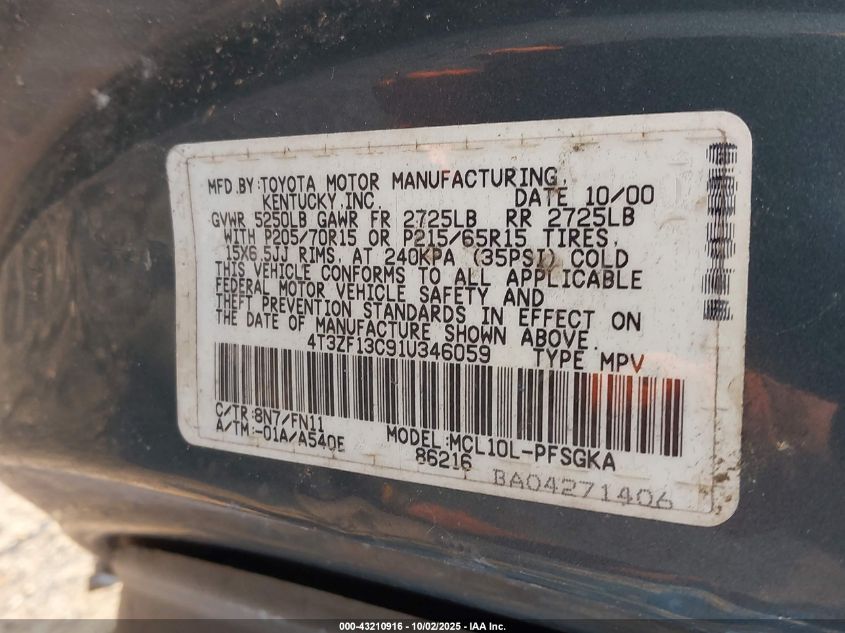 MFD.BY:TOYOTA MOTOR MANUFACTURING,
KENTUCKY,INC. DATE 10/00
GVWR 5250LB GAWR FR 2725LB RR 2725LB
WITH P205/70R15 OR P215/65R15 TIRES,
15X6.5JJ RIMS, AT 240KPA (35PSI) COLD
THIS VEHICLE CONFORMS TO ALL APPLICABLE
FEDERAL MOTOR VEHICLE SAFETY AND
THEFT PREVENTION STANDARDS IN EFFECT ON
THE DATE OF MANUFACTURE SHOWN ABOVE.
4T3ZF13C91U346059 TYPE MPV
C/TR:8N7/FN11
A/TM:-01A/A540E MODEL:MCL10L-PFSGKA
86216
BA04271406
000-43210916 - 10/02/2025 - IAA Inc.